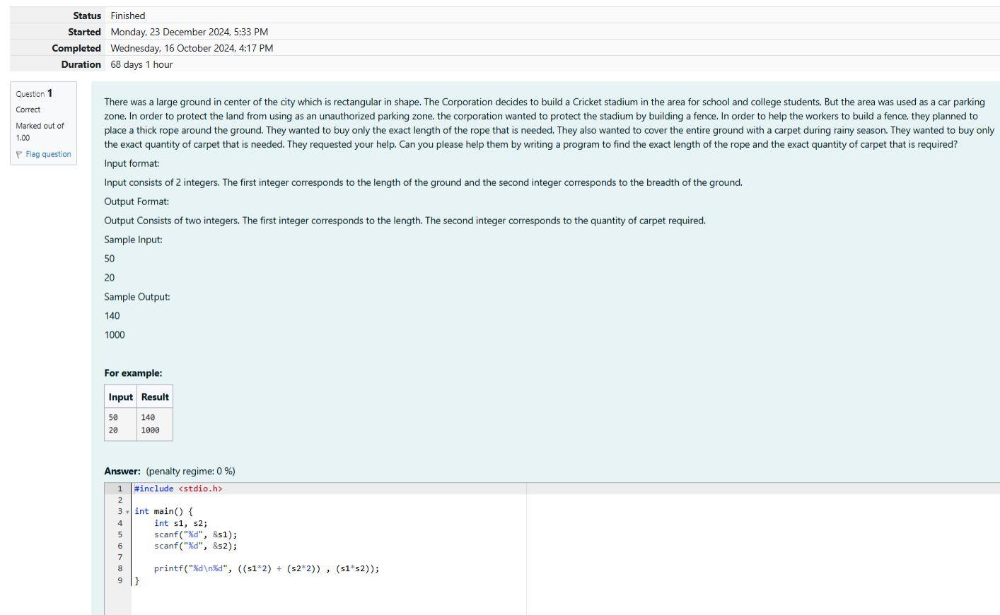 Status Finished
Started Monday, 23 December 2024, 5:33 PM
Completed Wednesday, 16 October 2024, 4:17 PM
Duration 68 days 1 hour
Question 1
Correct
Marked out of
1.00
Flag question
There was a large ground in center of the city which is rectangular in shape. The Corporation decides to build a Cricket stadium in the area for school and college students, But the area was used as a car parking
zone. In order to protect the land from using as an unauthorized parking zone, the corporation wanted to protect the stadium by building a fence. In order to help the workers to build a fence, they planned to
place a thick rope around the ground. They wanted to buy only the exact length of the rope that is needed. They also wanted to cover the entire ground with a carpet during rainy season. They wanted to buy only
the exact quantity of carpet that is needed. They requested your help. Can you please help them by writing a program to find the exact length of the rope and the exact quantity of carpet that is required?
Input format:
Input consists of 2 integers. The first integer corresponds to the length of the ground and the second integer corresponds to the breadth of the ground.
Output Format:
Output Consists of two integers. The first integer corresponds to the length. The second integer corresponds to the quantity of carpet required.
Sample Input:
50
20
Sample Output:
140
1000
For example:
Input Result
50 140
20 1000
Answer: (penalty regime: 0 %)
1 #include <stdio.h>
2
3 int main() {
4 int s1, s2;
5 scanf("%d", &s1);
6 scanf("%d", &s2);
7
8 printf("%d\n%d", ((s1*2) + (s2*2)) , (s1*s2));
9 }